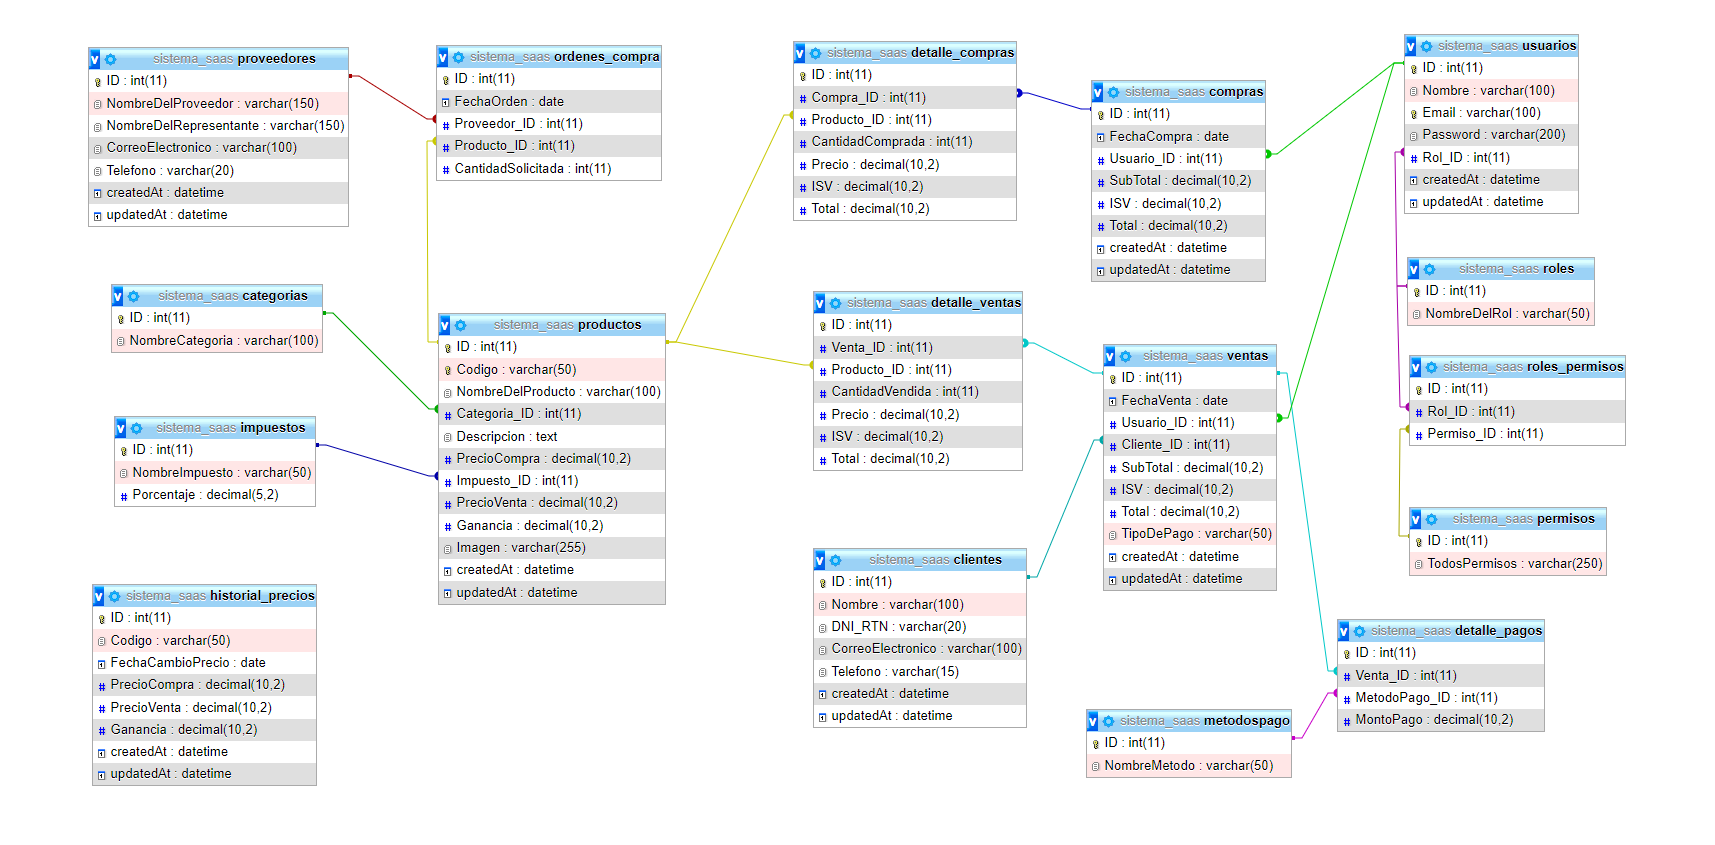 sistema_saas proveedores
ID : int(11)
NombreDelProveedor : varchar(150)
NombreDelRepresentante : varchar(150)
CorreoElectronico : varchar(100)
Telefono : varchar(20)
createdAt : datetime
updatedAt : datetime
sistema_saas ordenes_compra
ID : int(11)
FechaOrden : date
Proveedor_ID : int(11)
Producto_ID : int(11)
CantidadSolicitada : int(11)
sistema_saas detalle_compras
ID : int(11)
Compra_ID : int(11)
Producto_ID : int(11)
CantidadComprada : int(11)
Precio : decimal(10,2)
ISV : decimal(10,2)
Total : decimal(10,2)
sistema_saas compras
ID : int(11)
FechaCompra : date
Usuario_ID : int(11)
SubTotal : decimal(10,2)
ISV : decimal(10,2)
Total : decimal(10,2)
createdAt : datetime
updatedAt : datetime
sistema_saas usuarios
ID : int(11)
Nombre : varchar(100)
Email : varchar(100)
Password : varchar(200)
Rol_ID : int(11)
createdAt : datetime
updatedAt : datetime
sistema_saas categorias
ID : int(11)
NombreCategoria : varchar(100)
sistema_saas productos
ID : int(11)
Codigo : varchar(50)
NombreDelProducto : varchar(100)
Categoria_ID : int(11)
Descripcion : text
PrecioCompra : decimal(10,2)
Impuesto_ID : int(11)
PrecioVenta : decimal(10,2)
Ganancia : decimal(10,2)
Imagen : varchar(255)
createdAt : datetime
updatedAt : datetime
sistema_saas detalle_ventas
ID : int(11)
Venta_ID : int(11)
Producto_ID : int(11)
CantidadVendida : int(11)
Precio : decimal(10,2)
ISV : decimal(10,2)
Total : decimal(10,2)
sistema_saas ventas
ID : int(11)
FechaVenta : date
Usuario_ID : int(11)
Cliente_ID : int(11)
SubTotal : decimal(10,2)
ISV : decimal(10,2)
Total : decimal(10,2)
TipoDePago : varchar(50)
createdAt : datetime
updatedAt : datetime
sistema_saas roles
ID : int(11)
NombreDelRol : varchar(50)
sistema_saas roles_permisos
ID : int(11)
Rol_ID : int(11)
Permiso_ID : int(11)
sistema_saas impuestos
ID : int(11)
NombreImpuesto : varchar(50)
Porcentaje : decimal(5,2)
sistema_saas permisos
ID : int(11)
TodosPermisos : varchar(250)
sistema_saas historial_precios
ID : int(11)
Codigo : varchar(50)
FechaCambioPrecio : date
PrecioCompra : decimal(10,2)
PrecioVenta : decimal(10,2)
Ganancia : decimal(10,2)
createdAt : datetime
updatedAt : datetime
sistema_saas clientes
ID : int(11)
Nombre : varchar(100)
DNI_RTN : varchar(20)
CorreoElectronico : varchar(100)
Telefono : varchar(15)
createdAt : datetime
updatedAt : datetime
sistema_saas detalle_pagos
ID : int(11)
Venta_ID : int(11)
MetodoPago_ID : int(11)
MontoPago : decimal(10,2)
sistema_saas metodospago
ID : int(11)
NombreMetodo : varchar(50)